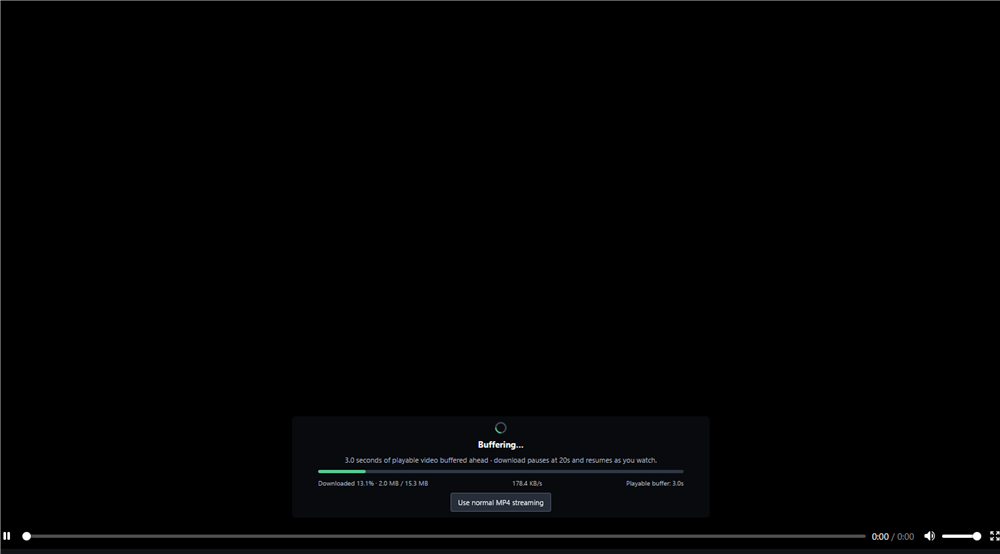 Buffering...
3.0 seconds of playable video buffered ahead - download pauses at 20s and resumes as you watch.
Downloaded 13.1% · 2.0 MB / 15.3 MB 178.4 KB/s Playable buffer: 3.0s
Use normal MP4 streaming
0:00 / 0:00